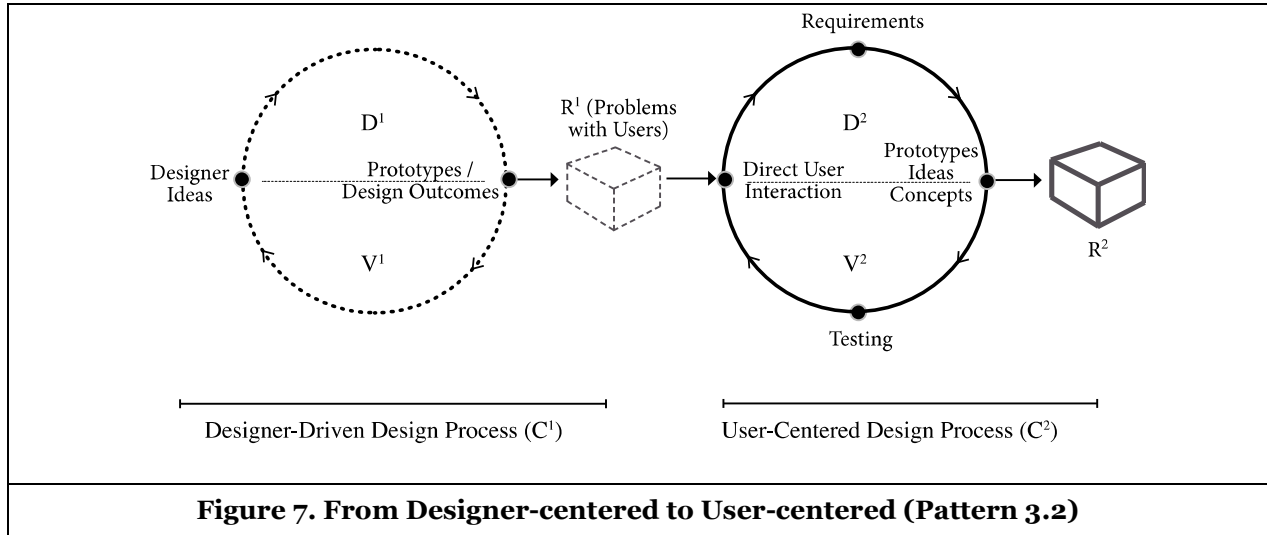 Requirements
R¹ (Problems
with Users)
D¹
D²
Designer
Ideas
Prototypes /
Design Outcomes
Direct User
Interaction
Prototypes
Ideas
Concepts
V¹
V²
R²
Testing
Designer-Driven Design Process (C¹)
User-Centered Design Process (C²)
Figure 7. From Designer-centered to User-centered (Pattern 3.2)